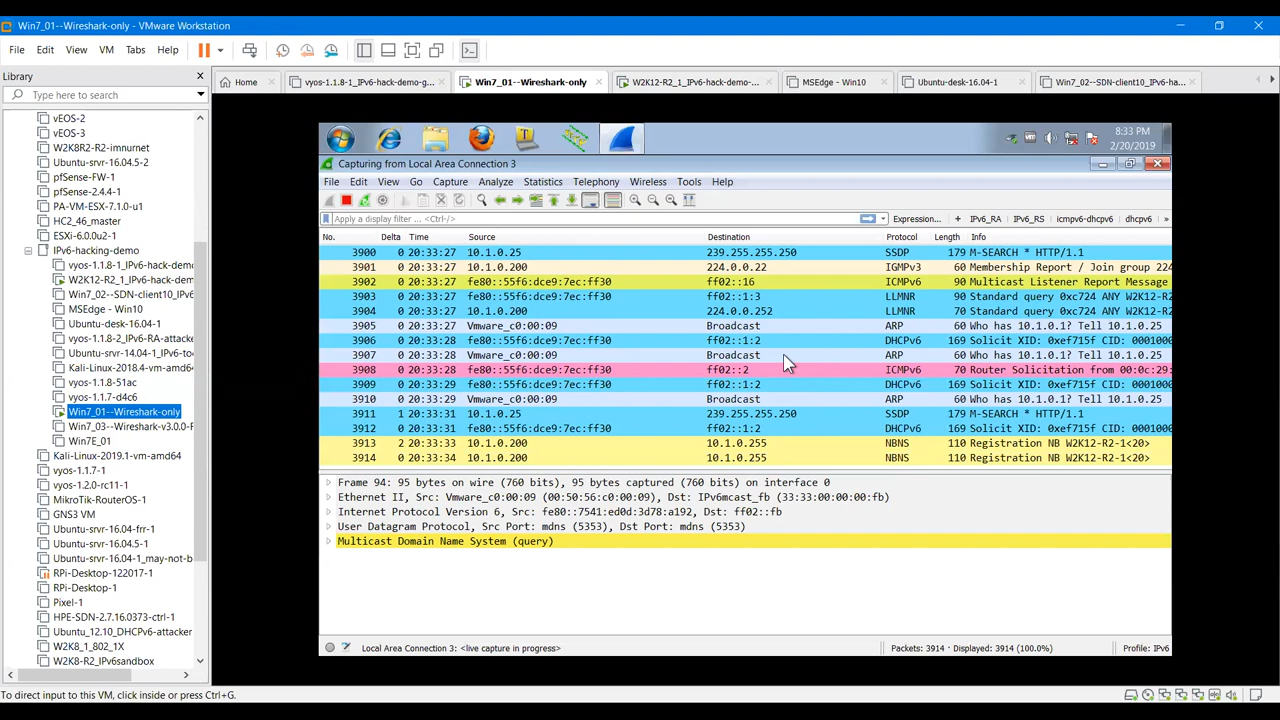 Win7_01--Wireshark-only - VMware Workstation
File Edit View VM Tabs Help
Library
Type here to search
Home
vyos-1.1.8-1_IPv6-hack-demo-g...
Win7_01--Wireshark-only
W2K12-R2_1_IPv6-hack-demo-...
MSEdge - Win10
Ubuntu-desk-16.04-1
Win7_02--SDN-client10_IPv6-ha...
vEOS-2
vEOS-3
W2K8R2-R2-imnurnet
Ubuntu-srvr-16.04.5-2
pfSense-FW-1
pfSense-2.4.4-1
PA-VM-ESX-7.1.0-u1
HC2_46_master
ESXi-6.0.0u2-1
IPv6-hacking-demo
vyos-1.1.8-1_IPv6-hack-demo
W2K12-R2_1_IPv6-hack-dem
Win7_02--SDN-client10_IPv6
MSEdge - Win10
Ubuntu-desk-16.04-1
vyos-1.1.8-2_IPv6-RA-attacke
Ubuntu-srvr-14.04-1_IPv6-to
Kali-Linux-2018.4-vm-amd64
vyos-1.1.8-51ac
vyos-1.1.7-d4c6
Win7_01--Wireshark-only
Win7_03--Wireshark-v3.0.0-F
Win7E_01
Kali-Linux-2019.1-vm-amd64
vyos-1.1.7-1
vyos-1.2.0-rc11-1
MikroTik-RouterOS-1
GNS3 VM
Ubuntu-srvr-16.04-frr-1
Ubuntu-srvr-16.04.5-1
Ubuntu-srvr-16.04-1_may-not-b
RPi-Desktop-122017-1
RPi-Desktop-1
Pixel-1
HPE-SDN-2.7.16.0373-ctrl-1
Ubuntu_12.10_DHCPv6-attacker
W2K8_1_802_1X
W2K8-R2_IPv6sandbox
8:33 PM
2/20/2019
Capturing from Local Area Connection 3
File Edit View Go Capture Analyze Statistics Telephony Wireless Tools Help
Apply a display filter ... <Ctrl-/>
Expression... + IPv6_RA IPv6_RS icmpv6-dhcpv6 dhcpv6 »
No. Delta Time Source Destination Protocol Length Info
3900 0 20:33:27 10.1.0.25 239.255.255.250 SSDP 179 M-SEARCH * HTTP/1.1
3901 0 20:33:27 10.1.0.200 224.0.0.22 IGMPv3 60 Membership Report / Join group 224
3902 0 20:33:27 fe80::55f6:dce9:7ec:ff30 ff02::16 ICMPv6 90 Multicast Listener Report Message
3903 0 20:33:27 fe80::55f6:dce9:7ec:ff30 ff02::1:3 LLMNR 90 Standard query 0xc724 ANY W2K12-R2
3904 0 20:33:27 10.1.0.200 224.0.0.252 LLMNR 70 Standard query 0xc724 ANY W2K12-R2
3905 0 20:33:27 Vmware_c0:00:09 Broadcast ARP 60 Who has 10.1.0.1? Tell 10.1.0.25
3906 0 20:33:28 fe80::55f6:dce9:7ec:ff30 ff02::1:2 DHCPv6 169 Solicit XID: 0xef715f CID: 0001000
3907 0 20:33:28 Vmware_c0:00:09 Broadcast ARP 60 Who has 10.1.0.1? Tell 10.1.0.25
3908 0 20:33:28 fe80::55f6:dce9:7ec:ff30 ff02::2 ICMPv6 70 Router Solicitation from 00:0c:29:
3909 0 20:33:29 fe80::55f6:dce9:7ec:ff30 ff02::1:2 DHCPv6 169 Solicit XID: 0xef715f CID: 0001000
3910 0 20:33:29 Vmware_c0:00:09 Broadcast ARP 60 Who has 10.1.0.1? Tell 10.1.0.25
3911 1 20:33:31 10.1.0.25 239.255.255.250 SSDP 179 M-SEARCH * HTTP/1.1
3912 0 20:33:31 fe80::55f6:dce9:7ec:ff30 ff02::1:2 DHCPv6 169 Solicit XID: 0xef715f CID: 0001000
3913 2 20:33:33 10.1.0.200 10.1.0.255 NBNS 110 Registration NB W2K12-R2-1<20>
3914 0 20:33:34 10.1.0.200 10.1.0.255 NBNS 110 Registration NB W2K12-R2-1<20>
Frame 94: 95 bytes on wire (760 bits), 95 bytes captured (760 bits) on interface 0
Ethernet II, Src: Vmware_c0:00:09 (00:50:56:c0:00:09), Dst: IPv6mcast_fb (33:33:00:00:00:fb)
Internet Protocol Version 6, Src: fe80::7541:ed0d:3d78:a192, Dst: ff02::fb
User Datagram Protocol, Src Port: mdns (5353), Dst Port: mdns (5353)
Multicast Domain Name System (query)
Local Area Connection 3: <live capture in progress>
Packets: 3914 · Displayed: 3914 (100.0%)
Profile: IPv6
To direct input to this VM, click inside or press Ctrl+G.